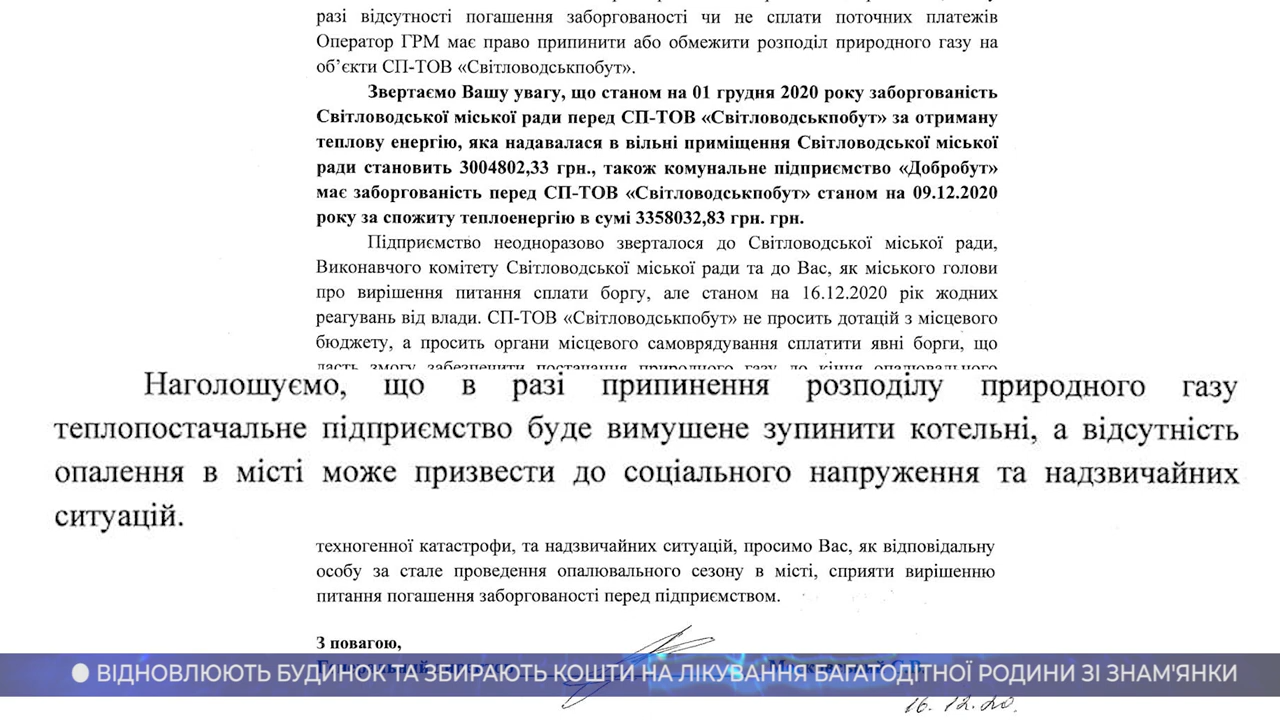 разі відсутності погашення заборгованості чи не сплати поточних платежів
Оператор ГРМ має право припинити або обмежити розподіл природного газу на
об’єкти СП-ТОВ «Світловодськпобут».
Звертаємо Вашу увагу, що станом на 01 грудня 2020 року заборгованість
Світловодської міської ради перед СП-ТОВ «Світловодськпобут» за отриману
теплову енергію, яка надавалася в вільні приміщення Світловодської міської
ради становить 3004802,33 грн., також комунальне підприємство «Добробут»
має заборгованість перед СП-ТОВ «Світловодськпобут» станом на 09.12.2020
року за спожиту теплоенергію в сумі 3358032,83 грн. грн.
Підприємство неодноразово зверталося до Світловодської міської ради,
Виконавчого комітету Світловодської міської ради та до Вас, як міського голови
про вирішення питання сплати боргу, але станом на 16.12.2020 рік жодних
реагувань від влади. СП-ТОВ «Світловодськпобут» не просить дотацій з місцевого
бюджету, а просить органи місцевого самоврядування сплатити явні борги, що
дасть змогу забезпечити постачання природного газу до кінця опалювального
Наголошуємо, що в разі припинення розподілу природного газу
теплопостачальне підприємство буде вимушене зупинити котельні, а відсутність
опалення в місті може призвести до соціального напруження та надзвичайних
ситуацій.
техногенної катастрофи, та надзвичайних ситуацій, просимо Вас, як відповідальну
особу за стале проведення опалювального сезону в місті, сприяти вирішенню
питання погашення заборгованості перед підприємством.
З повагою,
ВІДНОВЛЮЮТЬ БУДИНОК ТА ЗБИРАЮТЬ КОШТИ НА ЛІКУВАННЯ БАГАТОДІТНОЇ РОДИНИ ЗІ ЗНАМ'ЯНКИ
16.12.20.